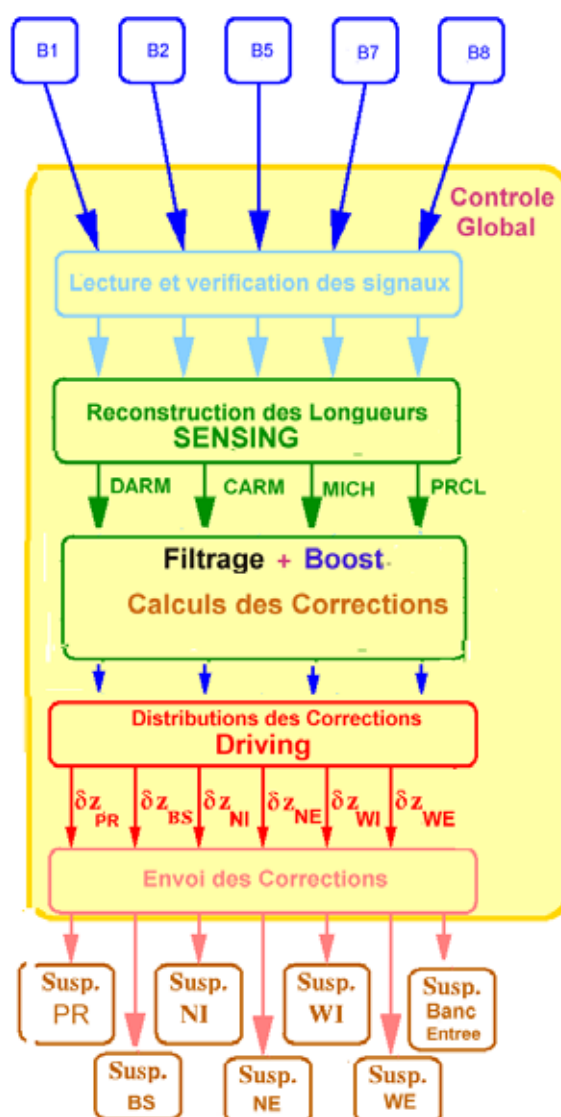 B1 B2 B5 B7 B8
Controle
Global
Lecture et verification des signaux
Reconstruction des Longueurs
SENSING
DARM CARM MICH PRCL
Filtrage + Boost
Calculs des Corrections
Distributions des Corrections
Driving
δz PR δz BS δz NI δz NE δz WI δz WE
Envoi des Corrections
Susp.
PR
Susp.
NI
Susp.
WI
Susp.
Banc
Entree
Susp.
BS
Susp.
NE
Susp.
WE